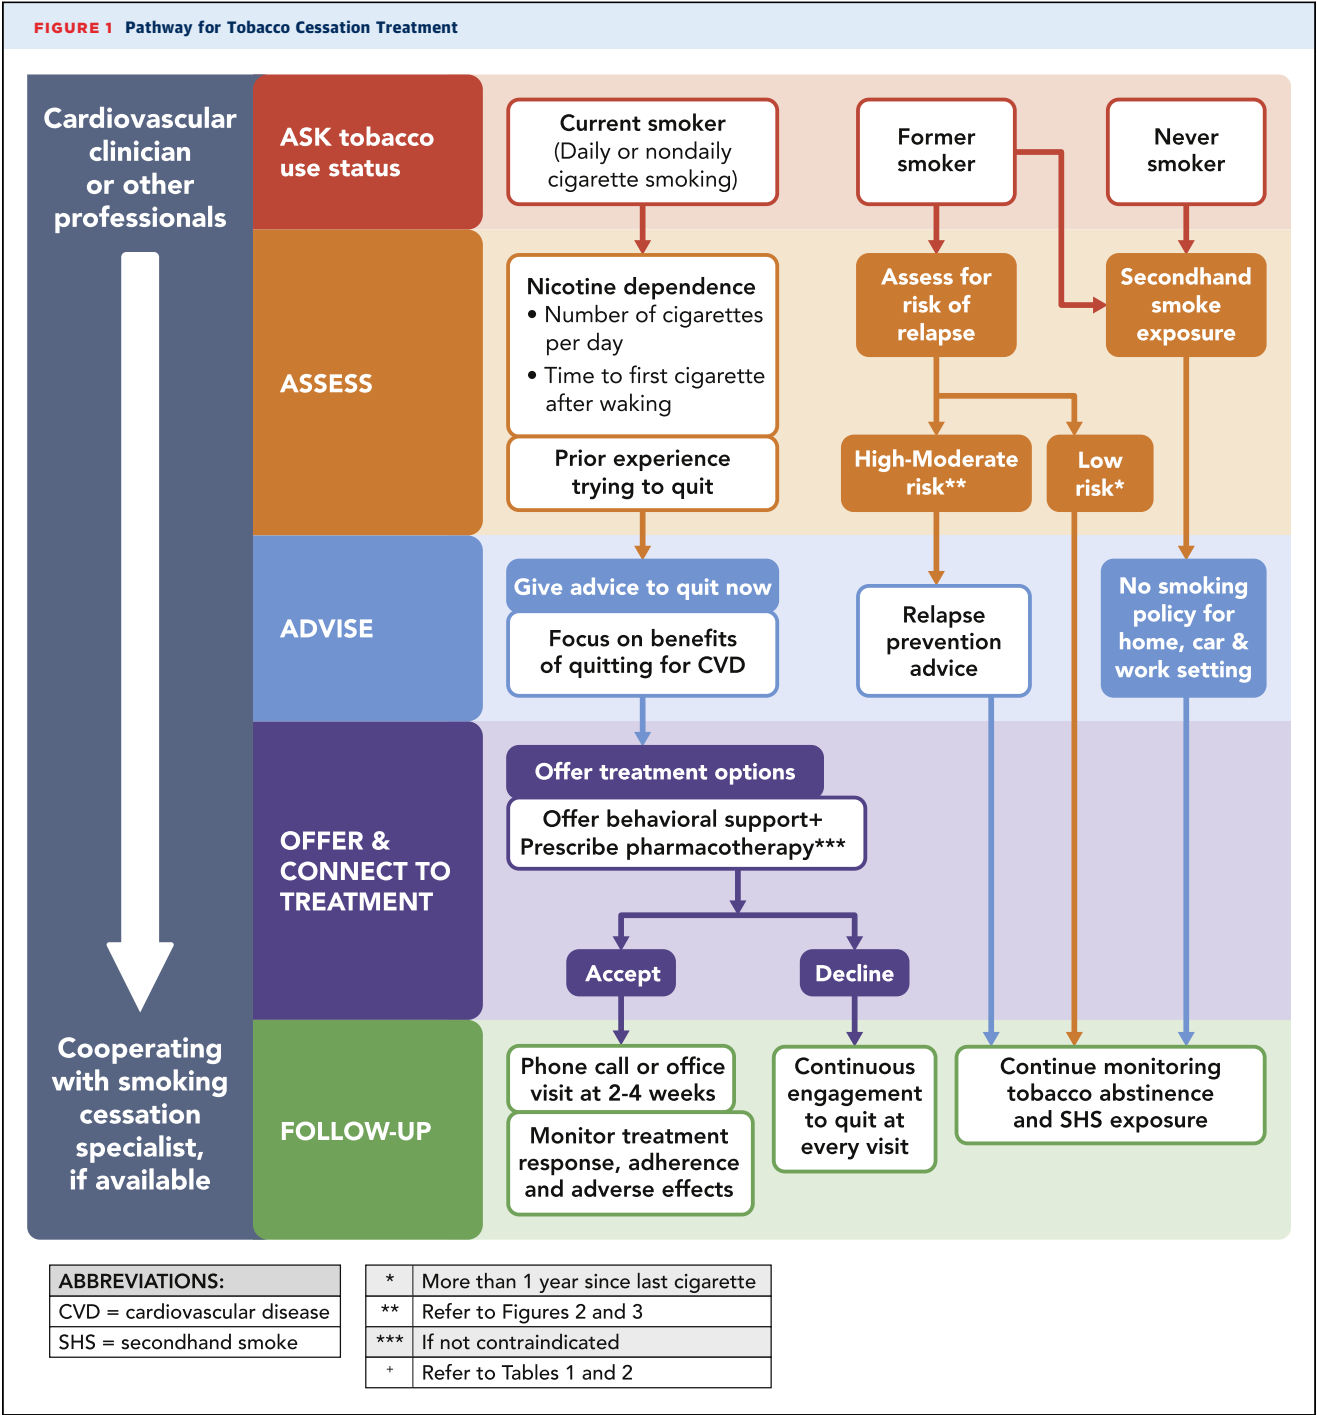 FIGURE 1 Pathway for Tobacco Cessation Treatment
Cardiovascular
clinician
or other
professionals
Cooperating
with smoking
cessation
specialist,
if available
ASK tobacco
use status
Current smoker
(Daily or nondaily
cigarette smoking)
Former
smoker
Never
smoker
ASSESS
Nicotine dependence
• Number of cigarettes
per day
• Time to first cigarette
after waking
Prior experience
trying to quit
Assess for
risk of
relapse
Secondhand
smoke
exposure
High-Moderate
risk**
Low
risk*
ADVISE
Give advice to quit now
Focus on benefits
of quitting for CVD
Relapse
prevention
advice
No smoking
policy for
home, car &
work setting
OFFER &
CONNECT TO
TREATMENT
Offer treatment options
Offer behavioral support+
Prescribe pharmacotherapy***
Accept
Decline
FOLLOW-UP
Phone call or office
visit at 2-4 weeks
Monitor treatment
response, adherence
and adverse effects
Continuous
engagement
to quit at
every visit
Continue monitoring
tobacco abstinence
and SHS exposure
ABBREVIATIONS:
CVD = cardiovascular disease
SHS = secondhand smoke
* More than 1 year since last cigarette
** Refer to Figures 2 and 3
*** If not contraindicated
+ Refer to Tables 1 and 2